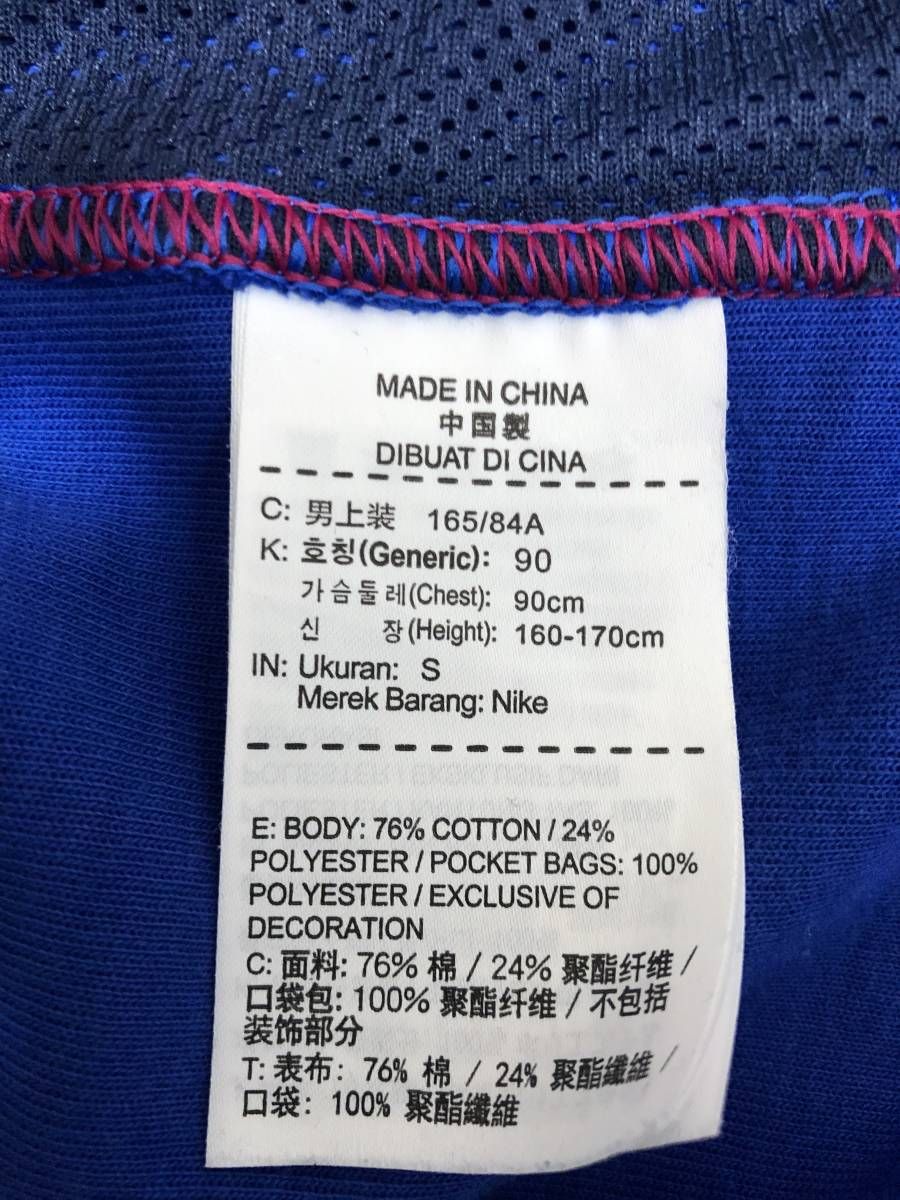 MADE IN CHINA
中国製
DIBUAT DI CINA
C: 男上装 165/84A
K: 호칭(Generic): 90
가슴둘레(Chest): 90cm
신 장(Height): 160-170cm
IN: Ukuran: S
Merek Barang: Nike
E: BODY: 76% COTTON / 24%
POLYESTER / POCKET BAGS: 100%
POLYESTER / EXCLUSIVE OF
DECORATION
C: 面料: 76% 棉 / 24% 聚酯纤维 /
口袋包: 100% 聚酯纤维 / 不包括
装饰部分
T: 表布: 76% 棉 / 24% 聚酯纖維 /
口袋: 100% 聚酯纖維